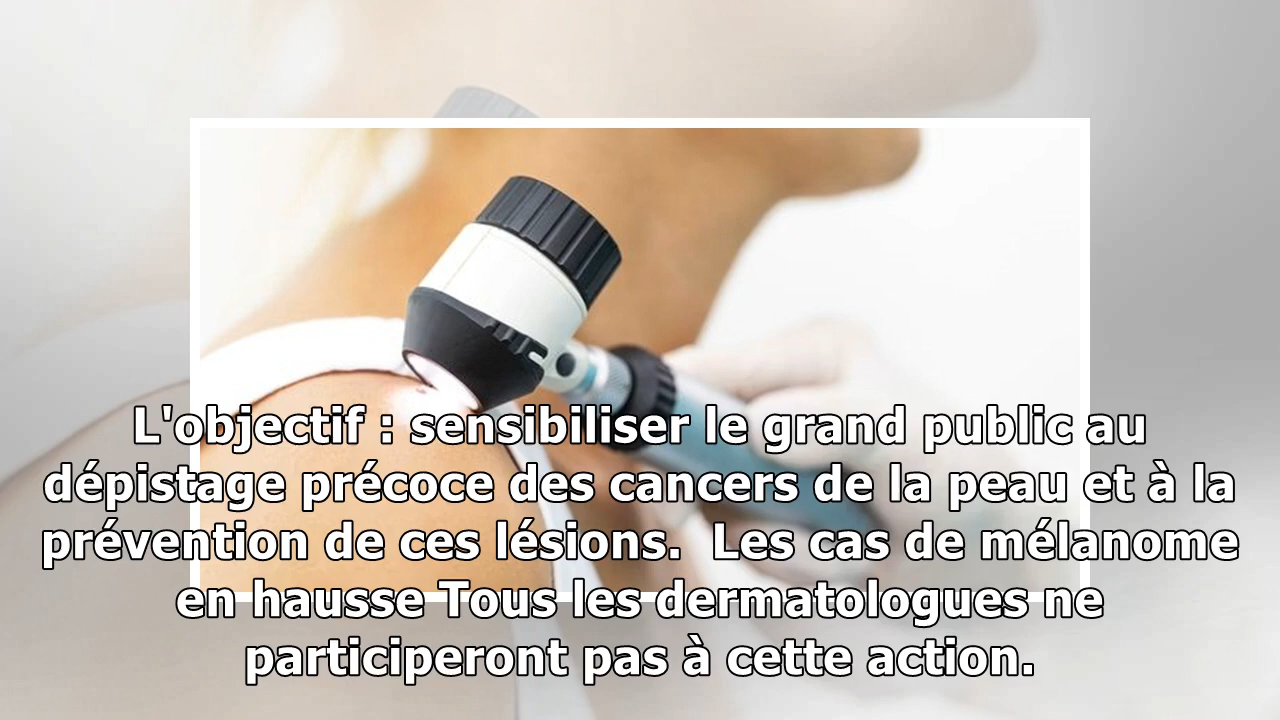 L'objectif : sensibiliser le grand public au
dépistage précoce des cancers de la peau et à la
prévention de ces lésions.  Les cas de mélanome
en hausse Tous les dermatologues ne
participeront pas à cette action.